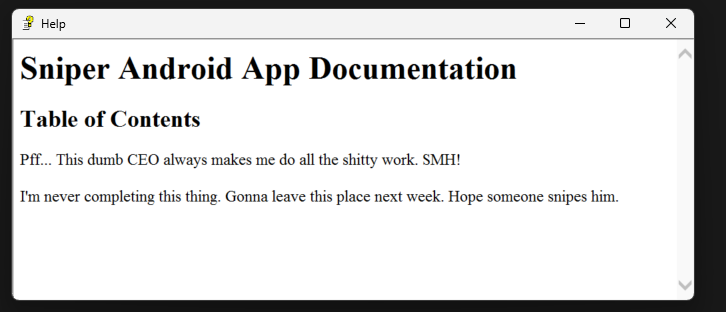 Help
Sniper Android App Documentation
Table of Contents
Pff... This dumb CEO always makes me do all the shitty work. SMH!
I'm never completing this thing. Gonna leave this place next week. Hope someone snipes him.